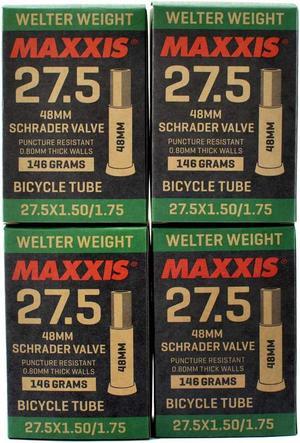 WELTER WEIGHT
MAXXIS®
27.5
48MM
SCHRADER VALVE
PUNCTURE RESISTANT
0.80MM THICK WALLS
146 GRAMS
48MM
BICYCLE TUBE
27.5X1.50/1.75
WELTER WEIGHT
MAXXIS®
27.5
48MM
SCHRADER VALVE
PUNCTURE RESISTANT
0.80MM THICK WALLS
146 GRAMS
48MM
BICYCLE TUBE
27.5X1.50/1.75
WELTER WEIGHT
MAXXIS®
27.5
48MM
SCHRADER VALVE
PUNCTURE RESISTANT
0.80MM THICK WALLS
146 GRAMS
48MM
BICYCLE TUBE
27.5X1.50/1.75
WELTER WEIGHT
MAXXIS®
27.5
48MM
SCHRADER VALVE
PUNCTURE RESISTANT
0.80MM THICK WALLS
146 GRAMS
48MM
BICYCLE TUBE
27.5X1.50/1.75